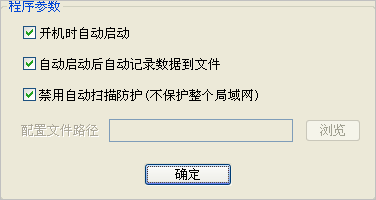 程序参数
开机时自动启动
自动启动后自动记录数据到文件
禁用自动扫描防护(不保护整个局域网)
配置文件路径 浏览
确定